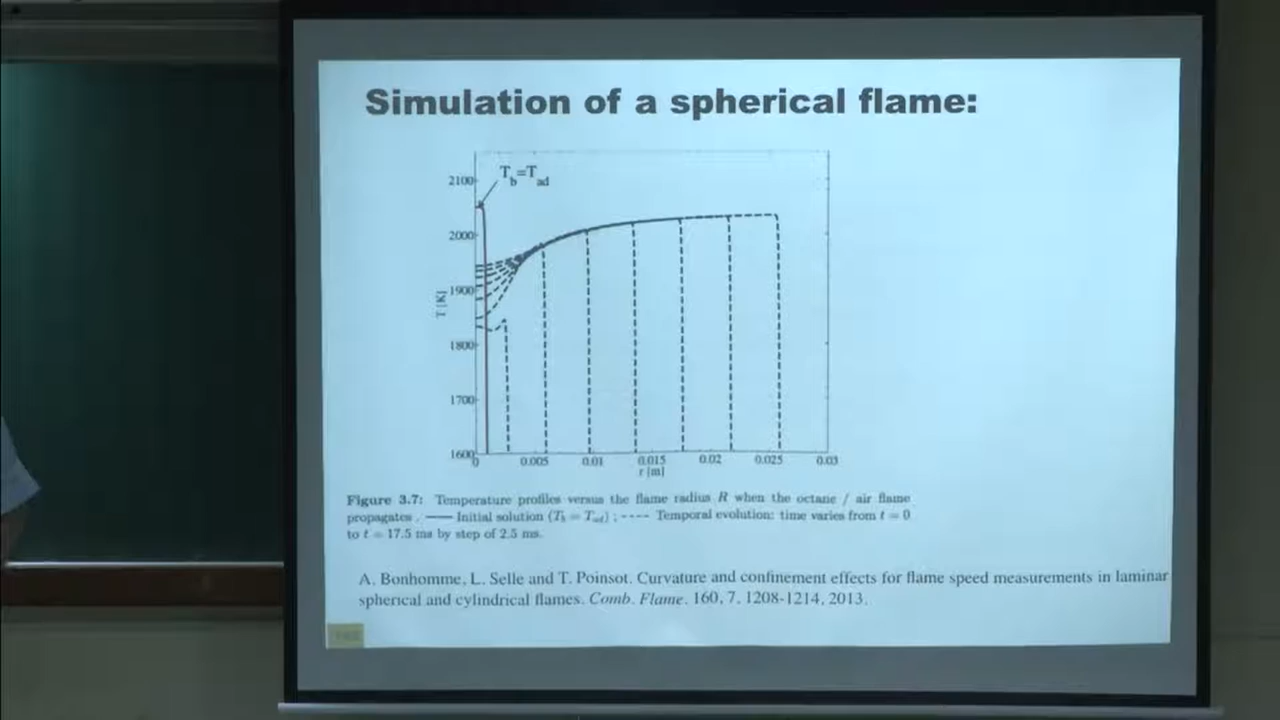 Simulation of a spherical flame:
T_b=T_ad
2100
2000
1900
1800
1700
1600
T [K]
0 0.005 0.01 0.015 0.02 0.025 0.03
r [m]
Figure 3.7: Temperature profiles versus the flame radius R when the octane / air flame
propagates. —— Initial solution (T_b = T_ad) ; ---- Temporal evolution: time varies from t = 0
to t = 17.5 ms by step of 2.5 ms.
A. Bonhomme, L. Selle and T. Poinsot. Curvature and confinement effects for flame speed measurements in laminar
spherical and cylindrical flames. Comb. Flame. 160, 7, 1208-1214, 2013.